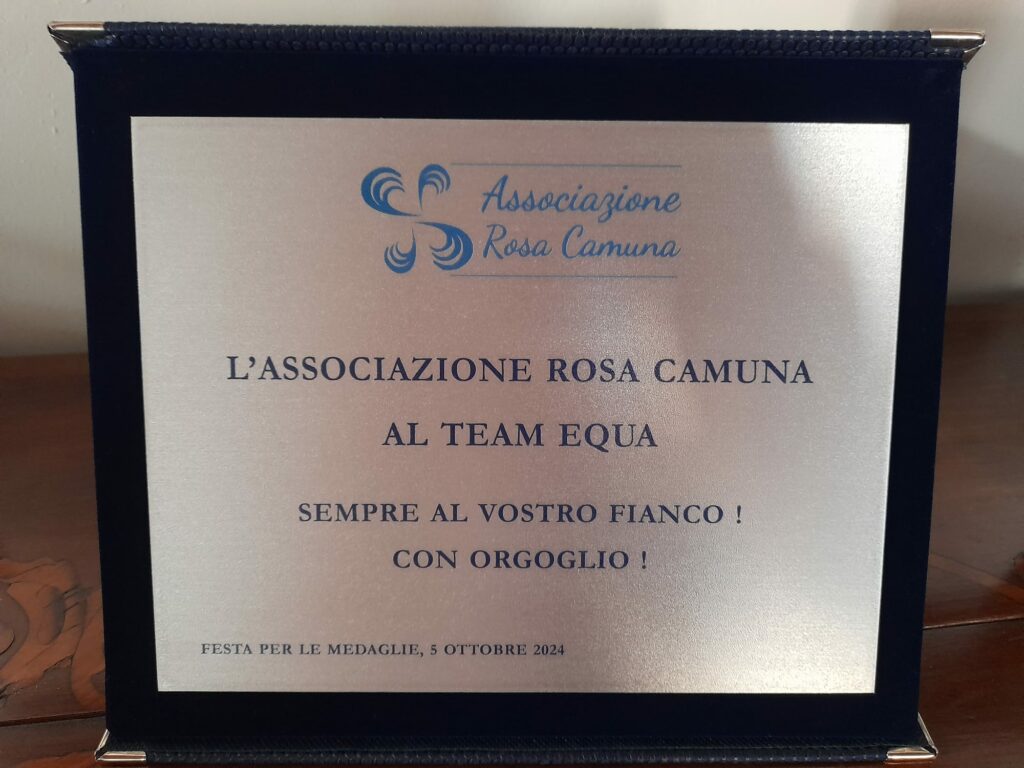 Associazione
Rosa Camuna
L'ASSOCIAZIONE ROSA CAMUNA
AL TEAM EQUA
SEMPRE AL VOSTRO FIANCO !
CON ORGOGLIO !
FESTA PER LE MEDAGLIE, 5 OTTOBRE 2024